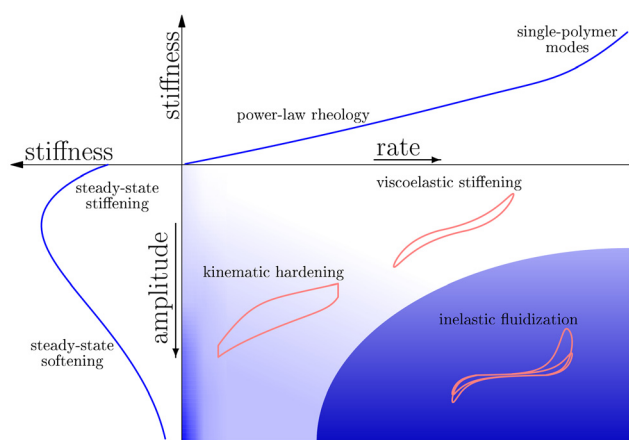 single-polymer
modes
stiffness
power-law rheology
stiffness
rate
steady-state
stiffening
viscoelastic stiffening
amplitude
kinematic hardening
inelastic fluidization
steady-state
softening